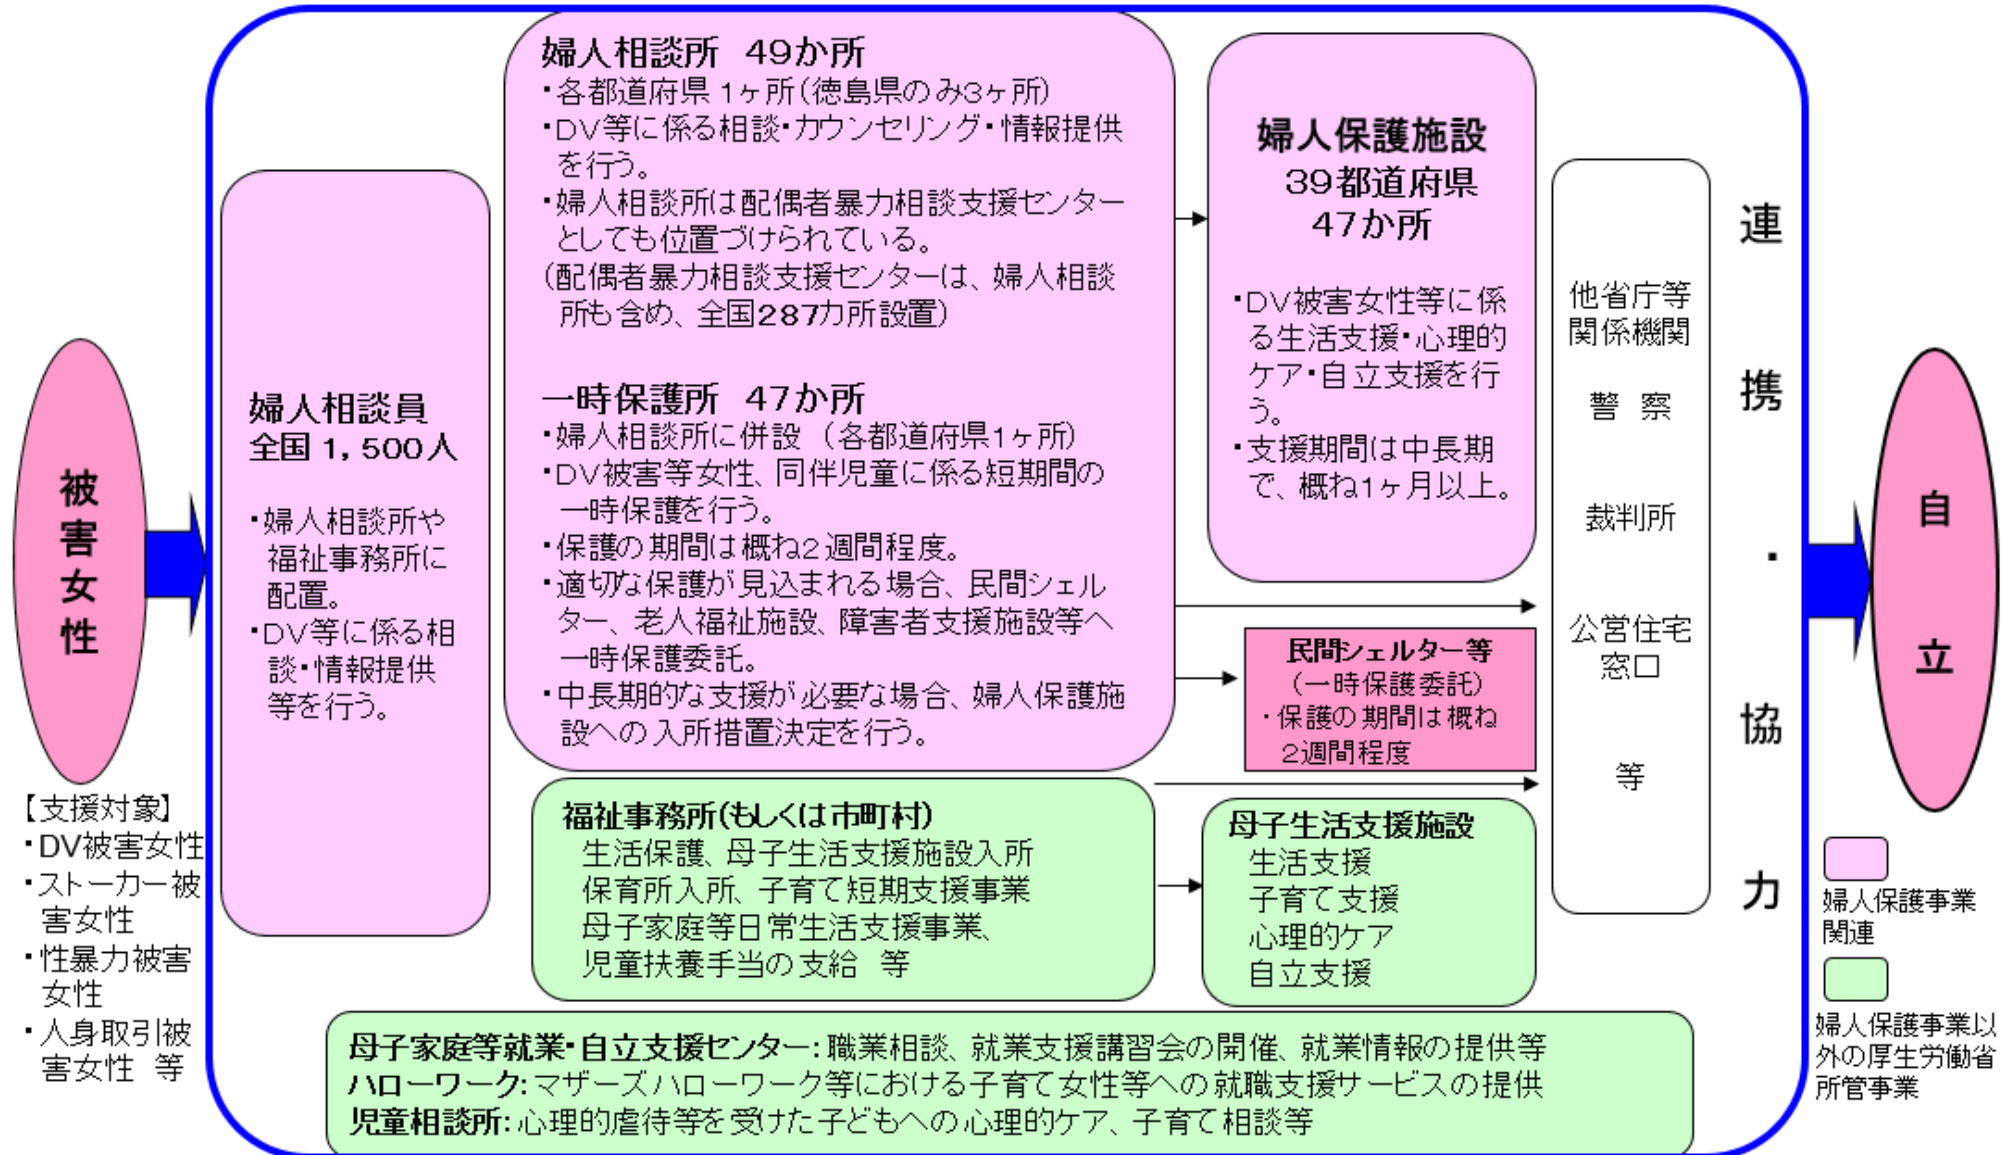 被害女性
【支援対象】
・DV被害女性
・ストーカー被
害女性
・性暴力被害
女性
・人身取引被
害女性 等
婦人相談員
全国1,500人
・婦人相談所や
福祉事務所に
配置。
・DV等に係る相
談・情報提供
等を行う。
婦人相談所 49か所
・各都道府県1ヶ所(徳島県のみ3ヶ所)
・DV等に係る相談・カウンセリング・情報提供
を行う。
・婦人相談所は配偶者暴力相談支援センター
としても位置づけられている。
(配偶者暴力相談支援センターは、婦人相談
所も含め、全国287カ所設置)
一時保護所 47か所
・婦人相談所に併設 (各都道府県1ヶ所)
・DV被害等女性、同伴児童に係る短期間の
一時保護を行う。
・保護の期間は概ね2週間程度。
・適切な保護が見込まれる場合、民間シェル
ター、老人福祉施設、障害者支援施設等へ
一時保護委託。
・中長期的な支援が必要な場合、婦人保護施
設への入所措置決定を行う。
婦人保護施設
39都道府県
47か所
・DV被害女性等に係
る生活支援・心理的
ケア・自立支援を行
う。
・支援期間は中長期
で、概ね1ヶ月以上。
民間シェルター等
(一時保護委託)
・保護の期間は概ね
2週間程度
福祉事務所(もしくは市町村)
生活保護、母子生活支援施設入所
保育所入所、子育て短期支援事業
母子家庭等日常生活支援事業、
児童扶養手当の支給 等
母子生活支援施設
生活支援
子育て支援
心理的ケア
自立支援
他省庁等
関係機関
警 察
裁判所
公営住宅
窓口
等
連携・協力
自立
母子家庭等就業・自立支援センター:職業相談、就業支援講習会の開催、就業情報の提供等
ハローワーク:マザーズハローワーク等における子育て女性等への就職支援サービスの提供
児童相談所:心理的虐待等を受けた子どもへの心理的ケア、子育て相談等
婦人保護事業
関連
婦人保護事業以
外の厚生労働省
所管事業